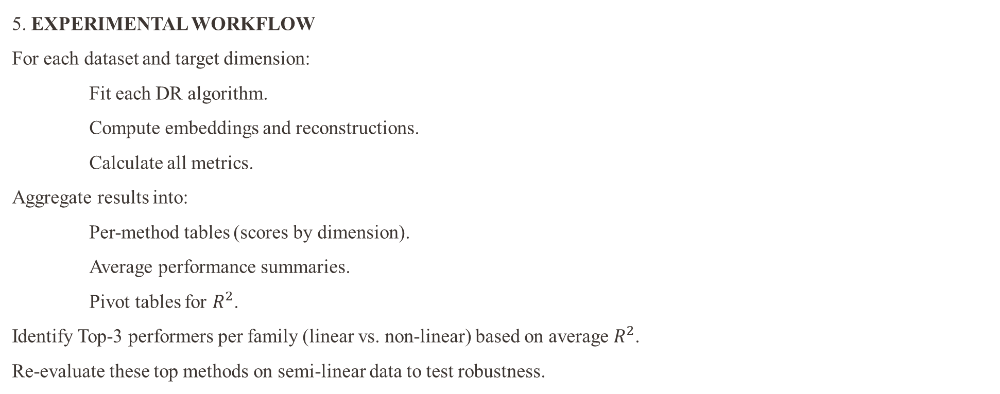 5. EXPERIMENTAL WORKFLOW
For each dataset and target dimension:
Fit each DR algorithm.
Compute embeddings and reconstructions.
Calculate all metrics.
Aggregate results into:
Per-method tables (scores by dimension).
Average performance summaries.
Pivot tables for R².
Identify Top-3 performers per family (linear vs. non-linear) based on average R².
Re-evaluate these top methods on semi-linear data to test robustness.